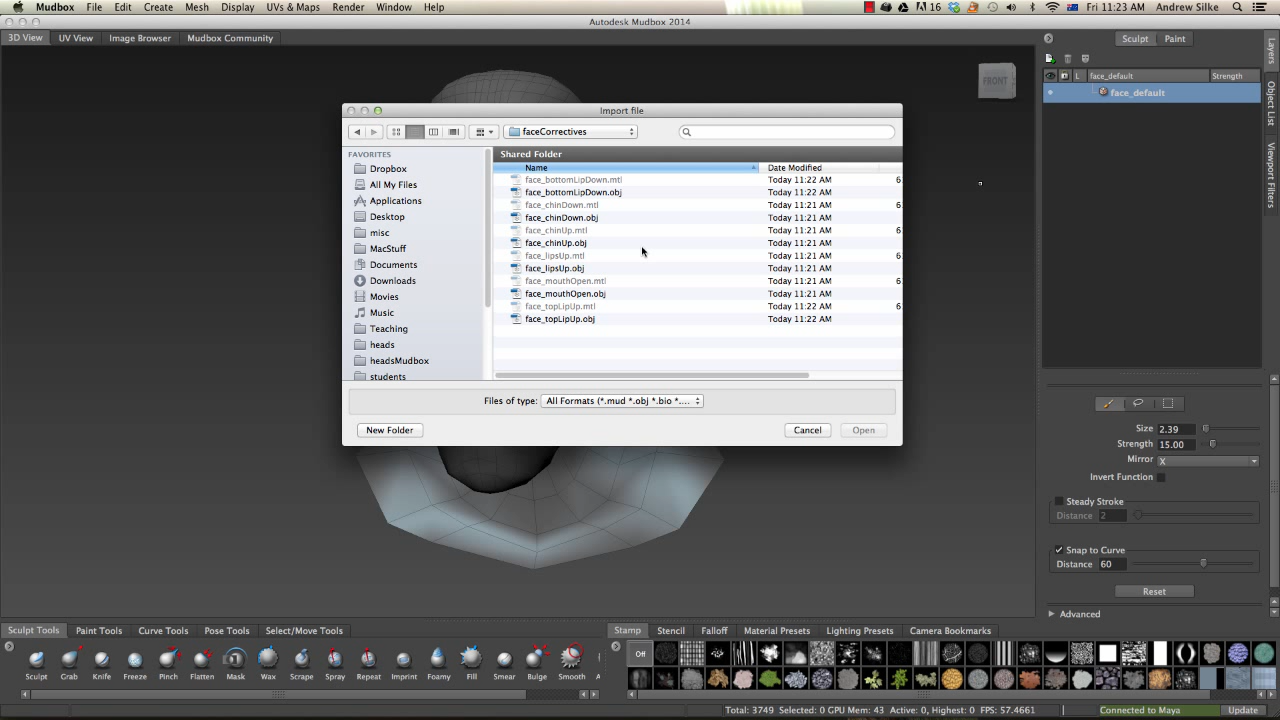 Mudbox File Edit Create Mesh Display UVs & Maps Render Window Help 16 Fri 11:23 AM Andrew Silke
Autodesk Mudbox 2014
3D View UV View Image Browser Mudbox Community
Sculpt Paint
Layers
Object List
Viewport Filters
L face_default Strength
face_default
FRONT
Import file
faceCorrectives
FAVORITES
Dropbox
All My Files
Applications
Desktop
misc
MacStuff
Documents
Downloads
Movies
Music
Teaching
heads
headsMudbox
students
Shared Folder
Name Date Modified
face_bottomLipDown.mtl Today 11:22 AM 6
face_bottomLipDown.obj Today 11:22 AM
face_chinDown.mtl Today 11:21 AM 6
face_chinDown.obj Today 11:21 AM
face_chinUp.mtl Today 11:21 AM 6
face_chinUp.obj Today 11:21 AM
face_lipsUp.mtl Today 11:21 AM 6
face_lipsUp.obj Today 11:21 AM
face_mouthOpen.mtl Today 11:21 AM 6
face_mouthOpen.obj Today 11:21 AM
face_topLipUp.mtl Today 11:22 AM 6
face_topLipUp.obj Today 11:22 AM
Files of type: All Formats (*.mud *.obj *.bio *....
New Folder Cancel Open
Size 2.39
Strength 15.00
Mirror X
Invert Function
Steady Stroke
Distance 2
Snap to Curve
Distance 60
Reset
Advanced
Sculpt Tools Paint Tools Curve Tools Pose Tools Select/Move Tools
Sculpt Grab Knife Freeze Pinch Flatten Mask Wax Scrape Spray Repeat Imprint Foamy Fill Smear Bulge Smooth A
Stamp Stencil Falloff Material Presets Lighting Presets Camera Bookmarks
Off
Total: 3749 Selected: 0 GPU Mem: 43 Active: 0, Highest: 0 FPS: 57.4661 Connected to Maya Update